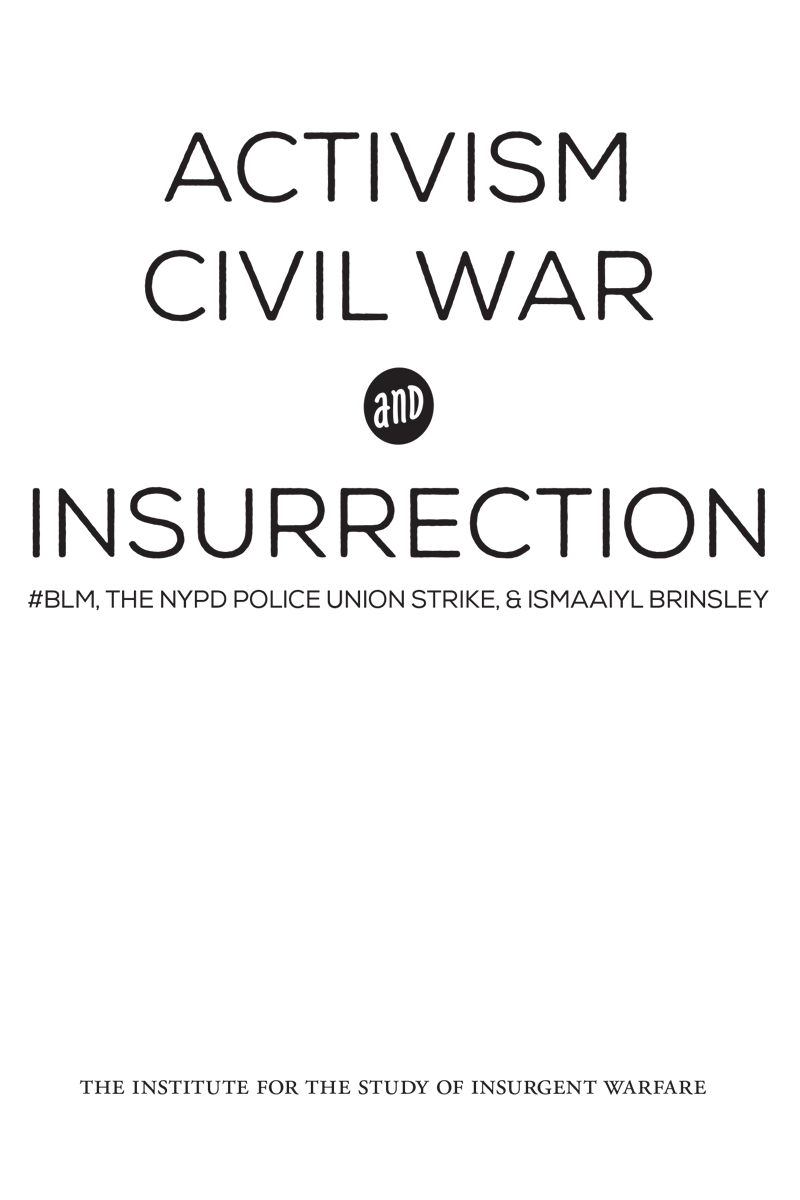 ACTIVISM
CIVIL WAR
and
INSURRECTION
#BLM, THE NYPD POLICE UNION STRIKE, & ISMAAIYL BRINSLEY
THE INSTITUTE FOR THE STUDY OF INSURGENT WARFARE